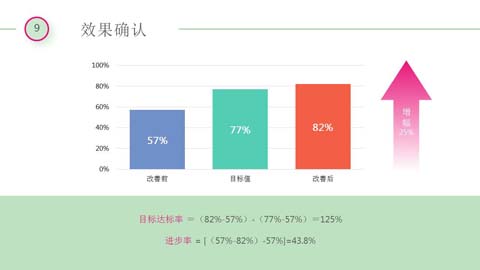 9
效果确认
100%
80%
60%
40%
20%
0%
57%
77%
82%
改善前
目标值
改善后
增
幅
25%
目标达标率 =（82%-57%）-（77%-57%）=125%
进步率 = [（57%-82%）-57%]=43.8%